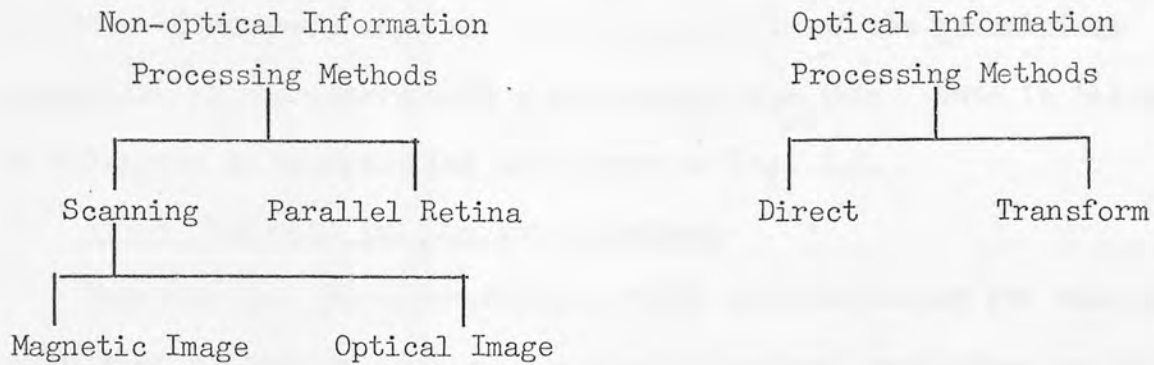 Non-optical Information
Processing Methods
Optical Information
Processing Methods
Scanning Parallel Retina
Direct Transform
Magnetic Image Optical Image